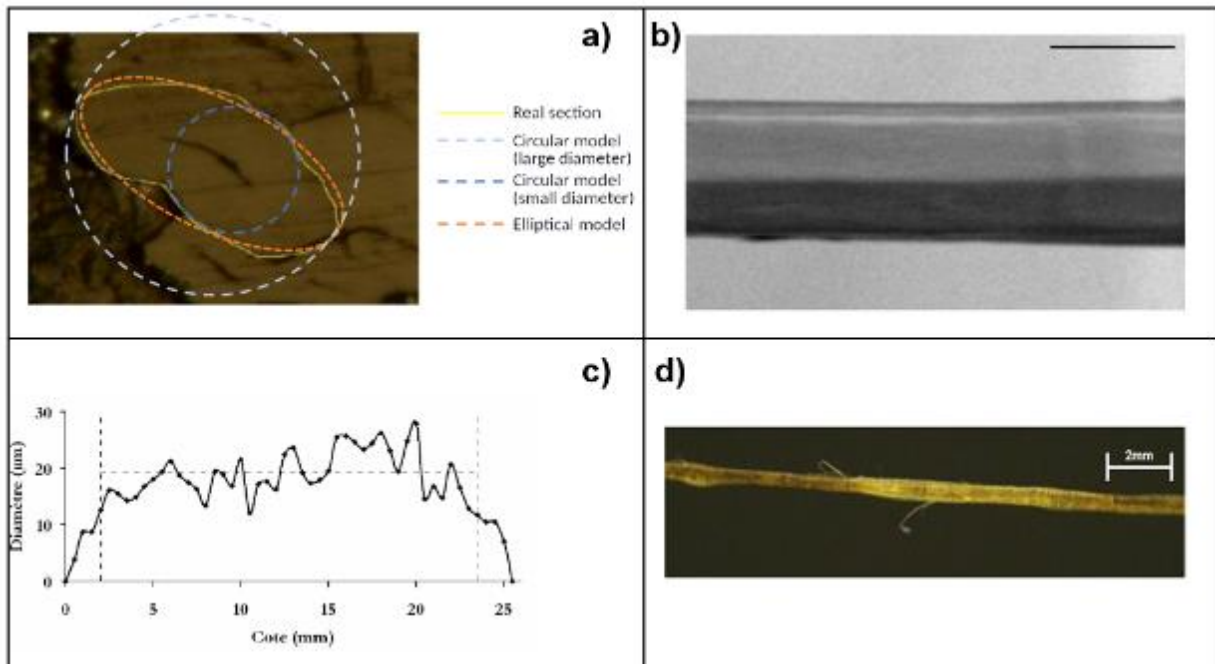 a)
Real section
Circular model
(large diameter)
Circular model
(small diameter)
Elliptical model
b)
c)
30
20
10
0
Diamètre (um)
0 5 10 15 20 25
Cote (mm)
d)
2mm